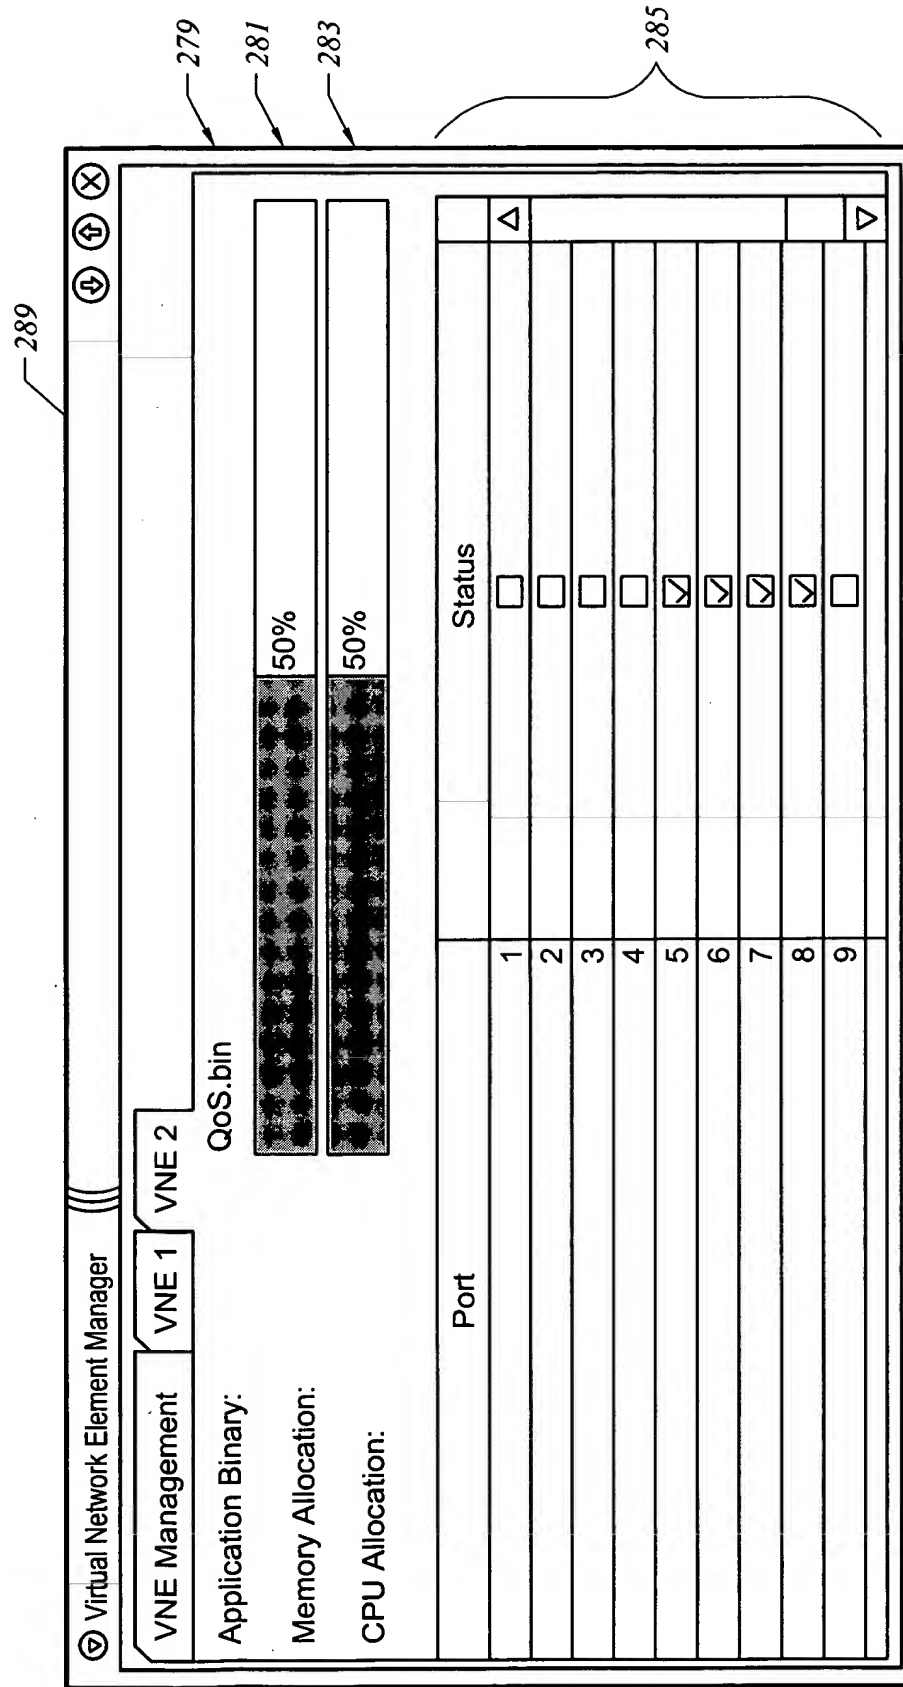 289
Virtual Network Element Manager
VNE Management
VNE 1
VNE 2
Application Binary:
QoS.bin
279
Memory Allocation:
50%
281
CPU Allocation:
50%
283
Port
Status
1
2
3
4
5
6
7
8
9
285